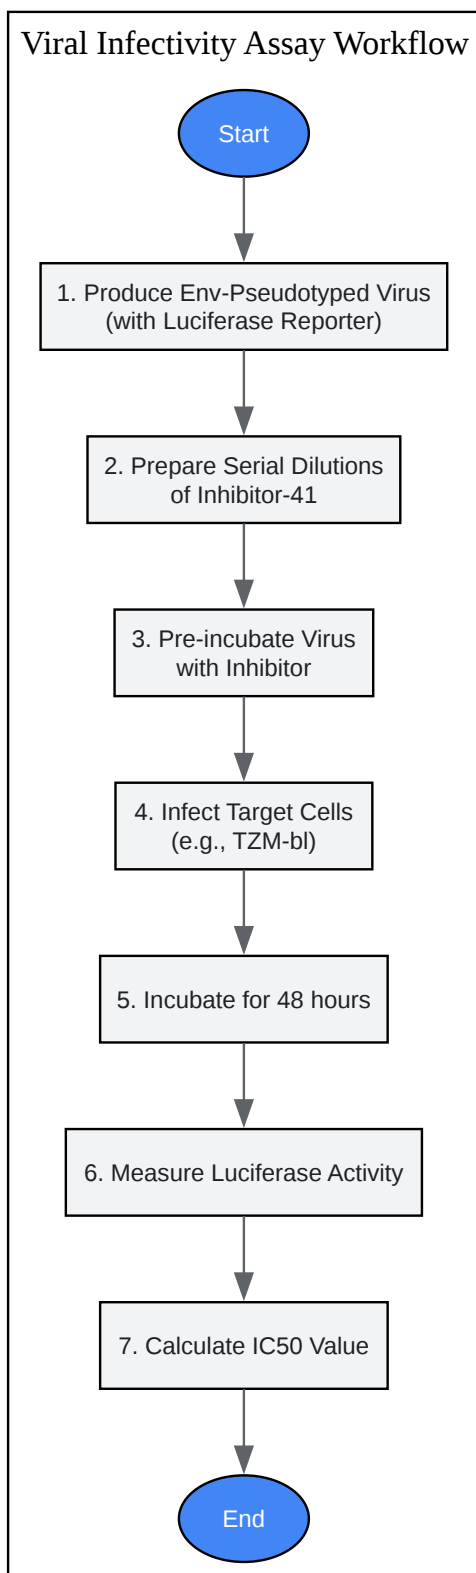 Viral Infectivity Assay Workflow
Start
1. Produce Env-Pseudotyped Virus
(with Luciferase Reporter)
2. Prepare Serial Dilutions
of Inhibitor-41
3. Pre-incubate Virus
with Inhibitor
4. Infect Target Cells
(e.g., TZM-bl)
5. Incubate for 48 hours
6. Measure Luciferase Activity
7. Calculate IC50 Value
End